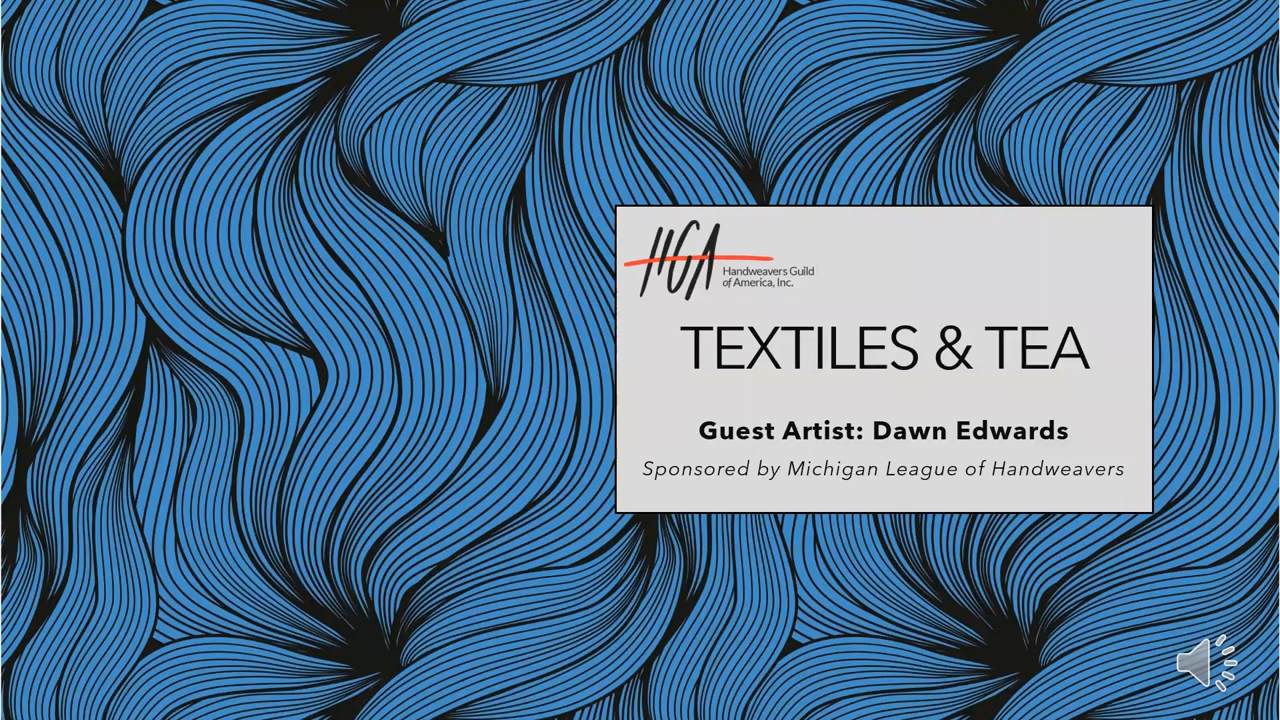 HGA
Handweavers Guild
of America, Inc.
TEXTILES & TEA
Guest Artist: Dawn Edwards
Sponsored by Michigan League of Handweavers